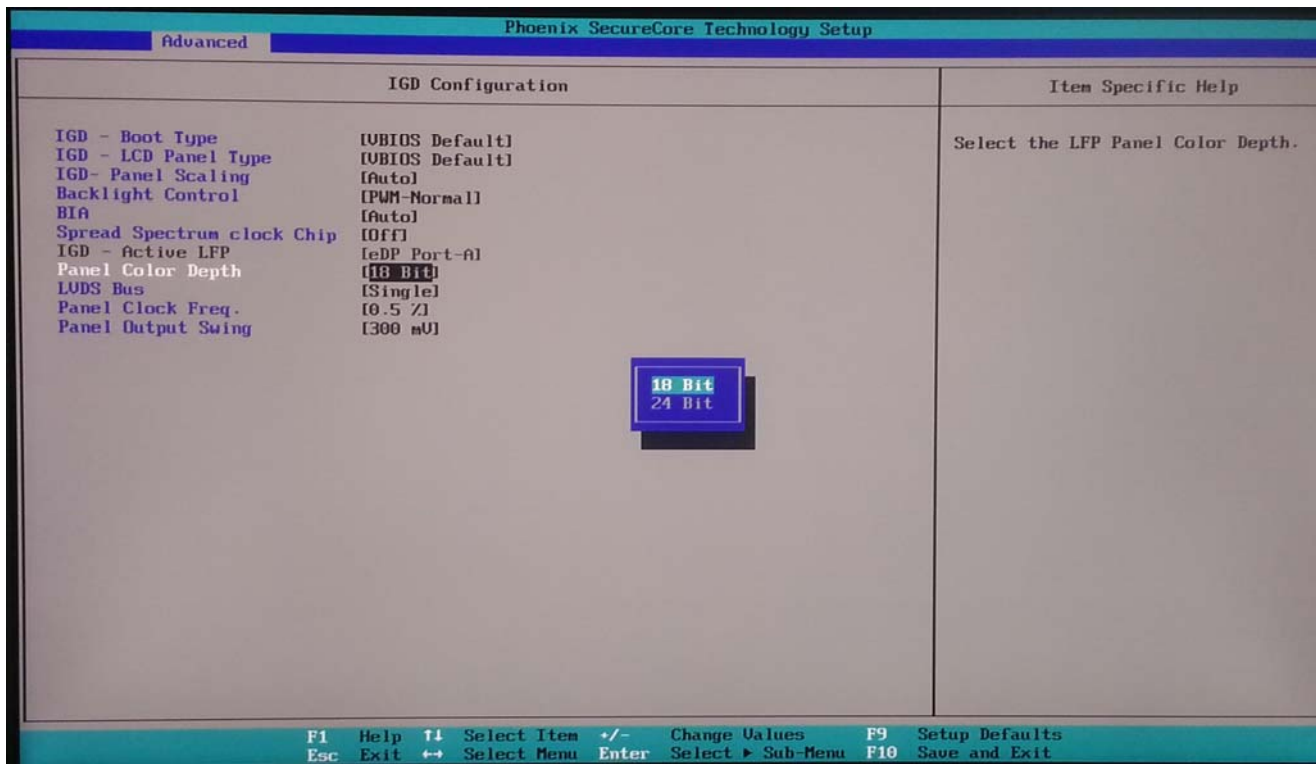 Phoenix SecureCore Technology Setup
Advanced
IGD Configuration
Item Specific Help
IGD - Boot Type [VBIOS Default]
IGD - LCD Panel Type [VBIOS Default]
IGD- Panel Scaling [Auto]
Backlight Control [PWM-Normal]
BIA [Auto]
Spread Spectrum clock Chip [Off]
IGD - Active LFP [eDP Port-A]
Panel Color Depth [18 Bit]
LVDS Bus [Single]
Panel Clock Freq. [0.5 %]
Panel Output Swing [300 mV]
Select the LFP Panel Color Depth.
18 Bit
24 Bit
F1 Help ↑↓ Select Item +/- Change Values F9 Setup Defaults
Esc Exit ↔ Select Menu Enter Select ▶ Sub-Menu F10 Save and Exit